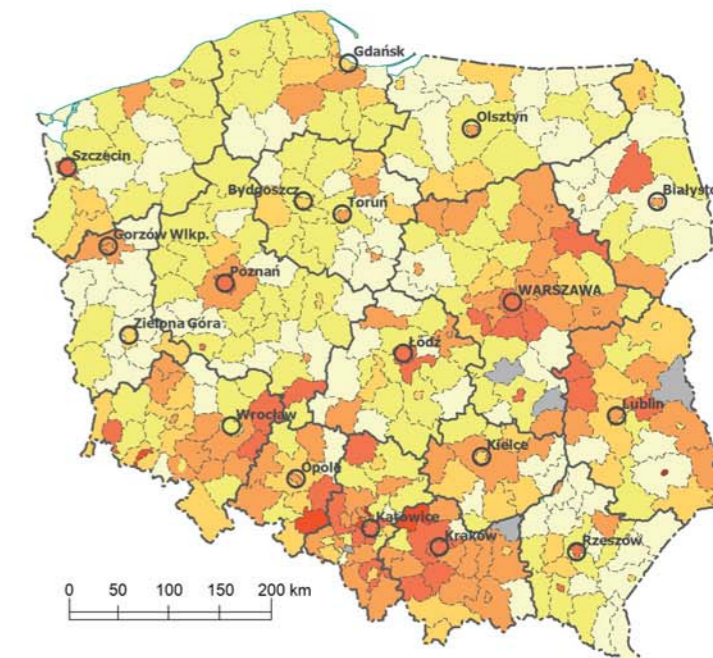 Gdańsk
Olsztyn
Szczecin
Białysto
Bydgoszcz
Toruń
Gorzów Wlkp.
Poznań
WARSZAWA
Zielona Góra
Łódź
Wrocław
Lublin
Kielce
Opole
Katowice
Kraków
Rzeszów
0 50 100 150 200 km